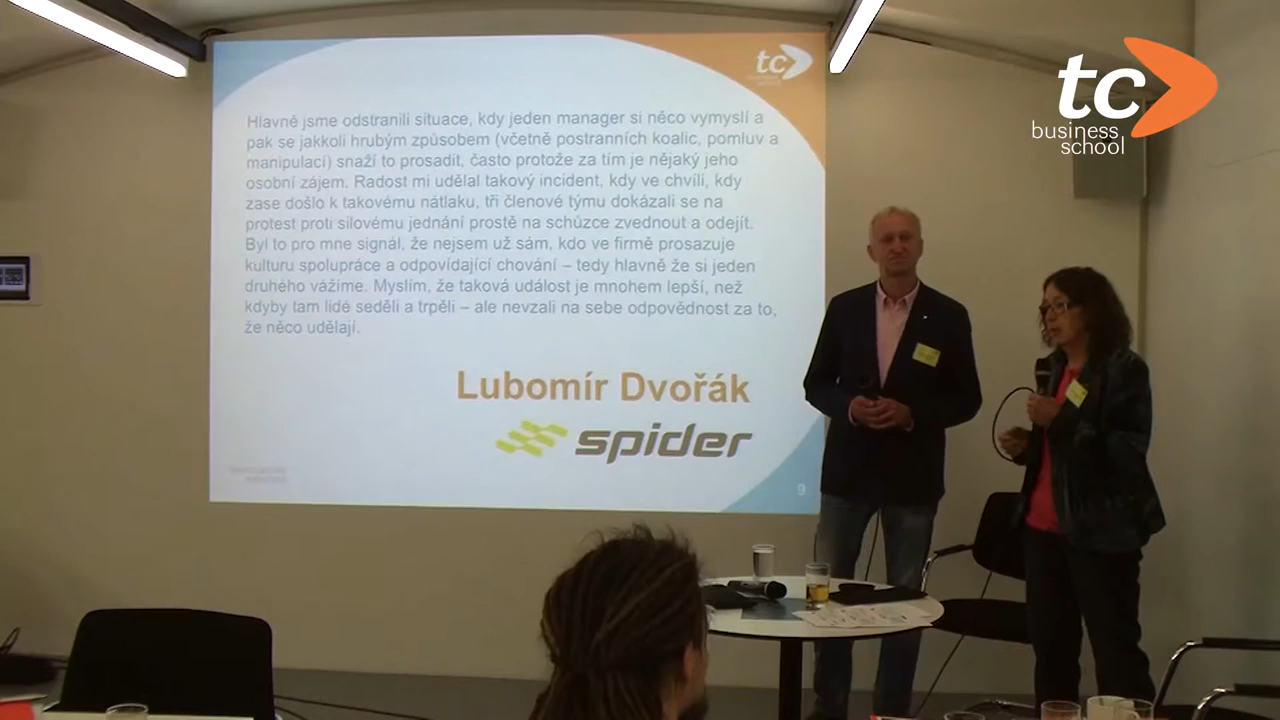 tc
Hlavně jsme odstranili situace, kdy jeden manager si něco vymyslí a
pak se jakkoli hrubým způsobem (včetně postranních koalic, pomluv a
manipulací) snaží to prosadit, často protože za tím je nějaký jeho
osobní zájem. Radost mi udělal takový incident, kdy ve chvíli, kdy
zase došlo k takovému nátlaku, tři členové týmu dokázali se na
protest proti silovému jednání prostě na schůzce zvednout a odejít.
Byl to pro mne signál, že nejsem už sám, kdo ve firmě prosazuje
kulturu spolupráce a odpovídající chování – tedy hlavně že si jeden
druhého vážíme. Myslím, že taková událost je mnohem lepší, než
kdyby tam lidé seděli a trpěli – ale nevzali na sebe odpovědnost za to,
že něco udělají.
Lubomír Dvořák
spider
9
tc
business
school